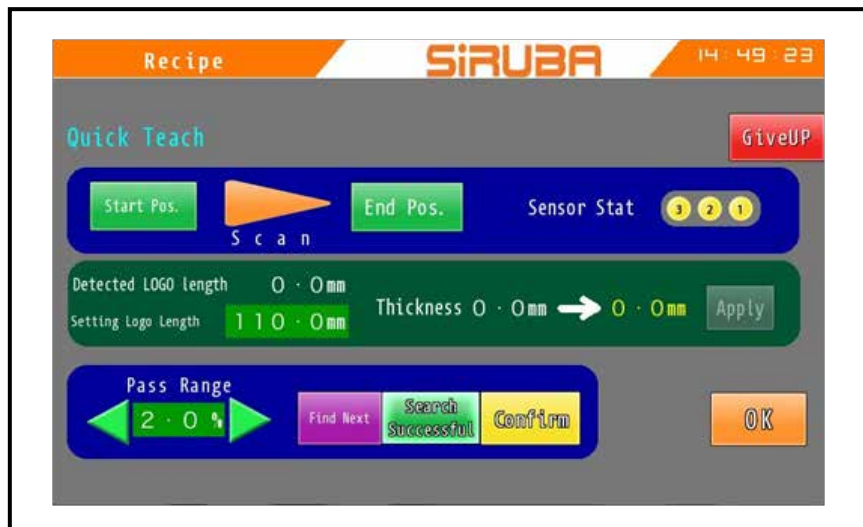 Recipe SiRUBA 14:49:23
Quick Teach GiveUP
Start Pos. End Pos. Sensor Stat 3 2 1
Scan
Detected LOGO length 0.0mm
Thickness 0.0mm 0.0mm Apply
Setting Logo Length 110.0mm
Pass Range
2.0% Find Next Search Successful Confirm OK